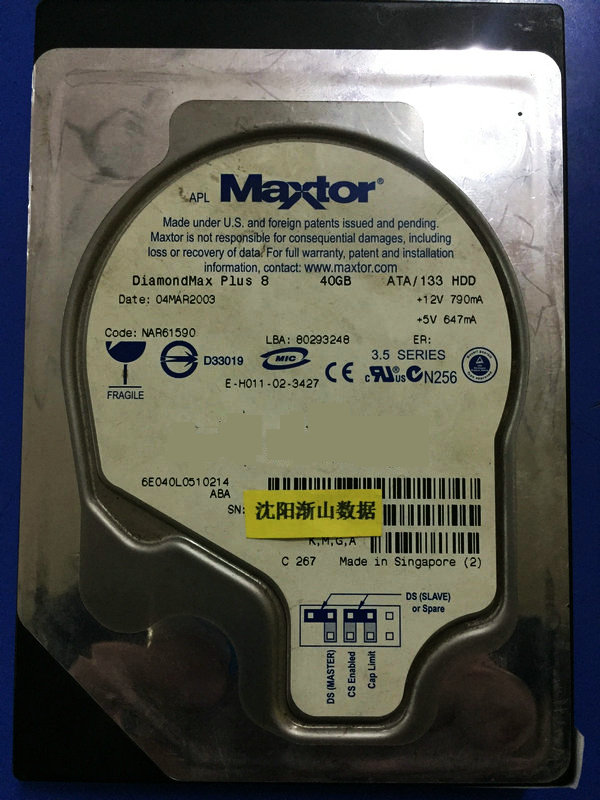 APL Maxtor®
Made under U.S. and foreign patents issued and pending.
Maxtor is not responsible for consequential damages, including
loss or recovery of data. For full warranty, patent and installation
information, contact: www.maxtor.com
DiamondMax Plus 8 40GB ATA/133 HDD
Date: 04MAR2003 +12V 790mA
+5V 647mA
Code: NAR61590 LBA: 80293248 ER:
D33019 MIC 3.5 SERIES
E-H011-02-3427 CE c UR® us N256
FRAGILE
6E040L0510214
ABA
SN:
沈阳渐山数据
K,M,G,A
C 267 Made in Singapore (2)
DS (SLAVE)
or Spare
DS (MASTER)
CS Enabled
Cap Limit